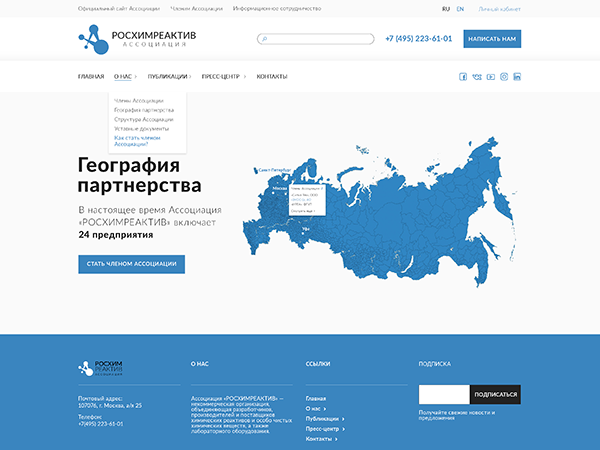 Официальный сайт Ассоциации Членам Ассоциации Информационное сотрудничество RU EN Личный кабинет
РОСХИМРЕАКТИВ
АССОЦИАЦИЯ
+7 (495) 223-61-01
НАПИСАТЬ НАМ
ГЛАВНАЯ О НАС ПУБЛИКАЦИИ ПРЕСС-ЦЕНТР КОНТАКТЫ
Члены Ассоциации
География партнерства
Структура Ассоциации
Уставные документы
Как стать членом
Ассоциации?
География
партнерства
В настоящее время Ассоциация
«РОСХИМРЕАКТИВ» включает
24 предприятия
СТАТЬ ЧЛЕНОМ АССОЦИАЦИИ
Санкт-Петербург
Москва
Уфа
РОСХИМ
РЕАКТИВ
АССОЦИАЦИЯ
Почтовый адрес:
107076, г. Москва, а/я 25
Телефон:
+7(495) 223-61-01
О НАС
Ассоциация «РОСХИМРЕАКТИВ» —
некоммерческая организация,
объединяющая разработчиков,
производителей и поставщиков
химических реактивов и особо чистых
химических веществ, а также
лабораторного оборудования.
ССЫЛКИ
Главная
О нас
Публикации
Пресс-центр
Контакты
ПОДПИСКА
ПОДПИСАТЬСЯ
Получайте свежие новости и
предложения